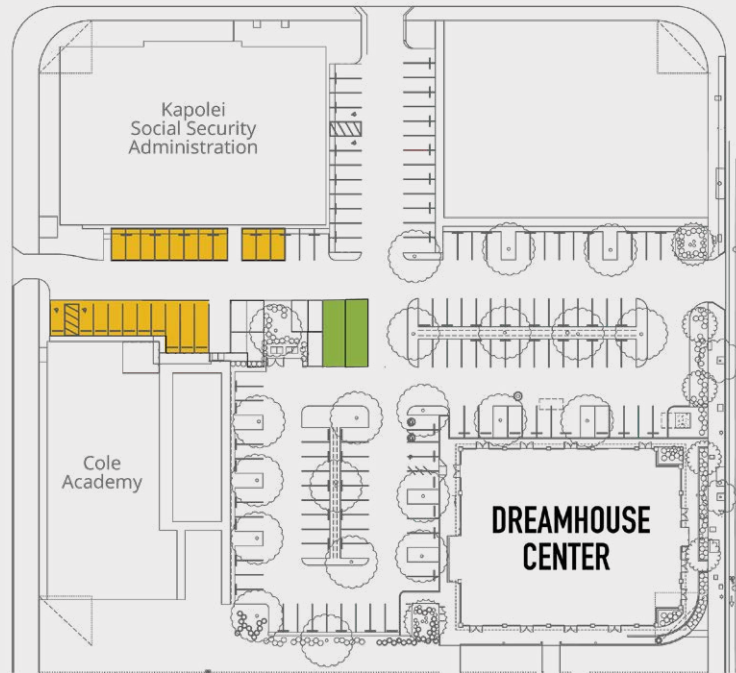 Kapolei
Social Security
Administration
Cole
Academy
DREAMHOUSE
CENTER